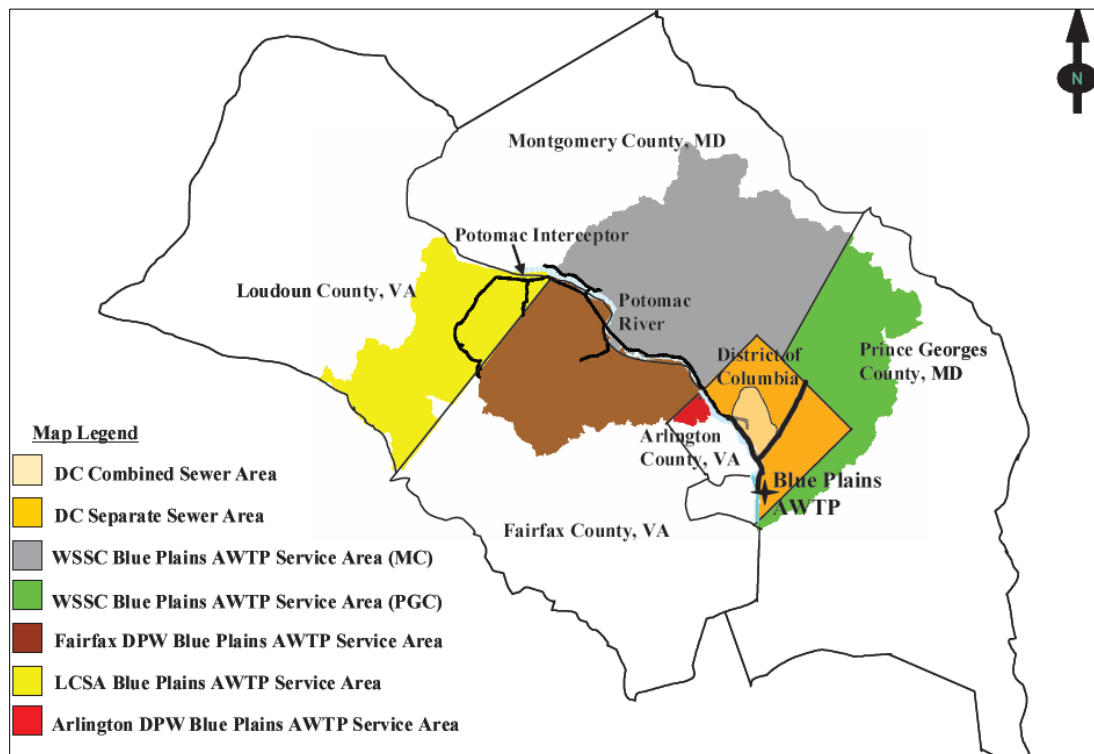 N
Montgomery County, MD
Potomac Interceptor
Loudoun County, VA
Potomac
River
District of
Columbia
Prince Georges
County, MD
Arlington
County, VA
Blue Plains
AWTP
Fairfax County, VA
Map Legend
DC Combined Sewer Area
DC Separate Sewer Area
WSSC Blue Plains AWTP Service Area (MC)
WSSC Blue Plains AWTP Service Area (PGC)
Fairfax DPW Blue Plains AWTP Service Area
LCSA Blue Plains AWTP Service Area
Arlington DPW Blue Plains AWTP Service Area